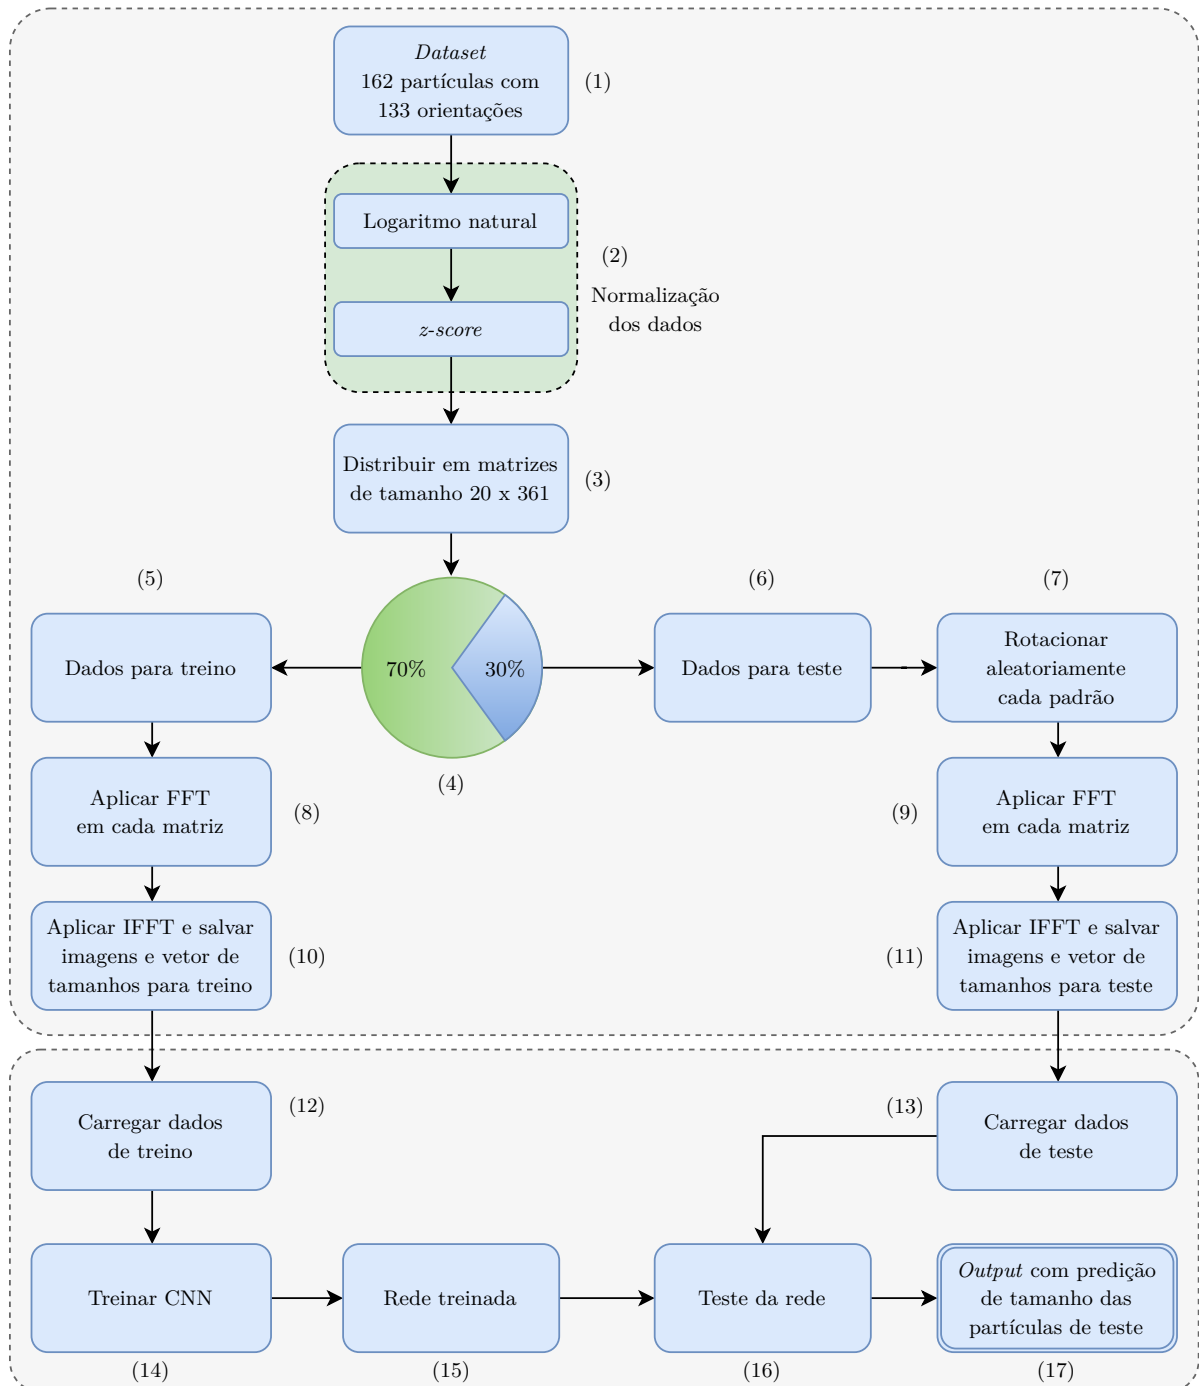 Dataset
162 partículas com
133 orientações
(1)
Logaritmo natural
(2)
Normalização
dos dados
z-score
Distribuir em matrizes
de tamanho 20 x 361
(3)
(5)
(6)
(7)
Dados para treino
70%
30%
Dados para teste
Rotacionar
aleatoriamente
cada padrão
(4)
Aplicar FFT
em cada matriz
(8)
(9)
Aplicar FFT
em cada matriz
Aplicar IFFT e salvar
imagens e vetor de
tamanhos para treino
(10)
(11)
Aplicar IFFT e salvar
imagens e vetor de
tamanhos para teste
Carregar dados
de treino
(12)
(13)
Carregar dados
de teste
Treinar CNN
Rede treinada
Teste da rede
Output com predição
de tamanho das
partículas de teste
(14)
(15)
(16)
(17)